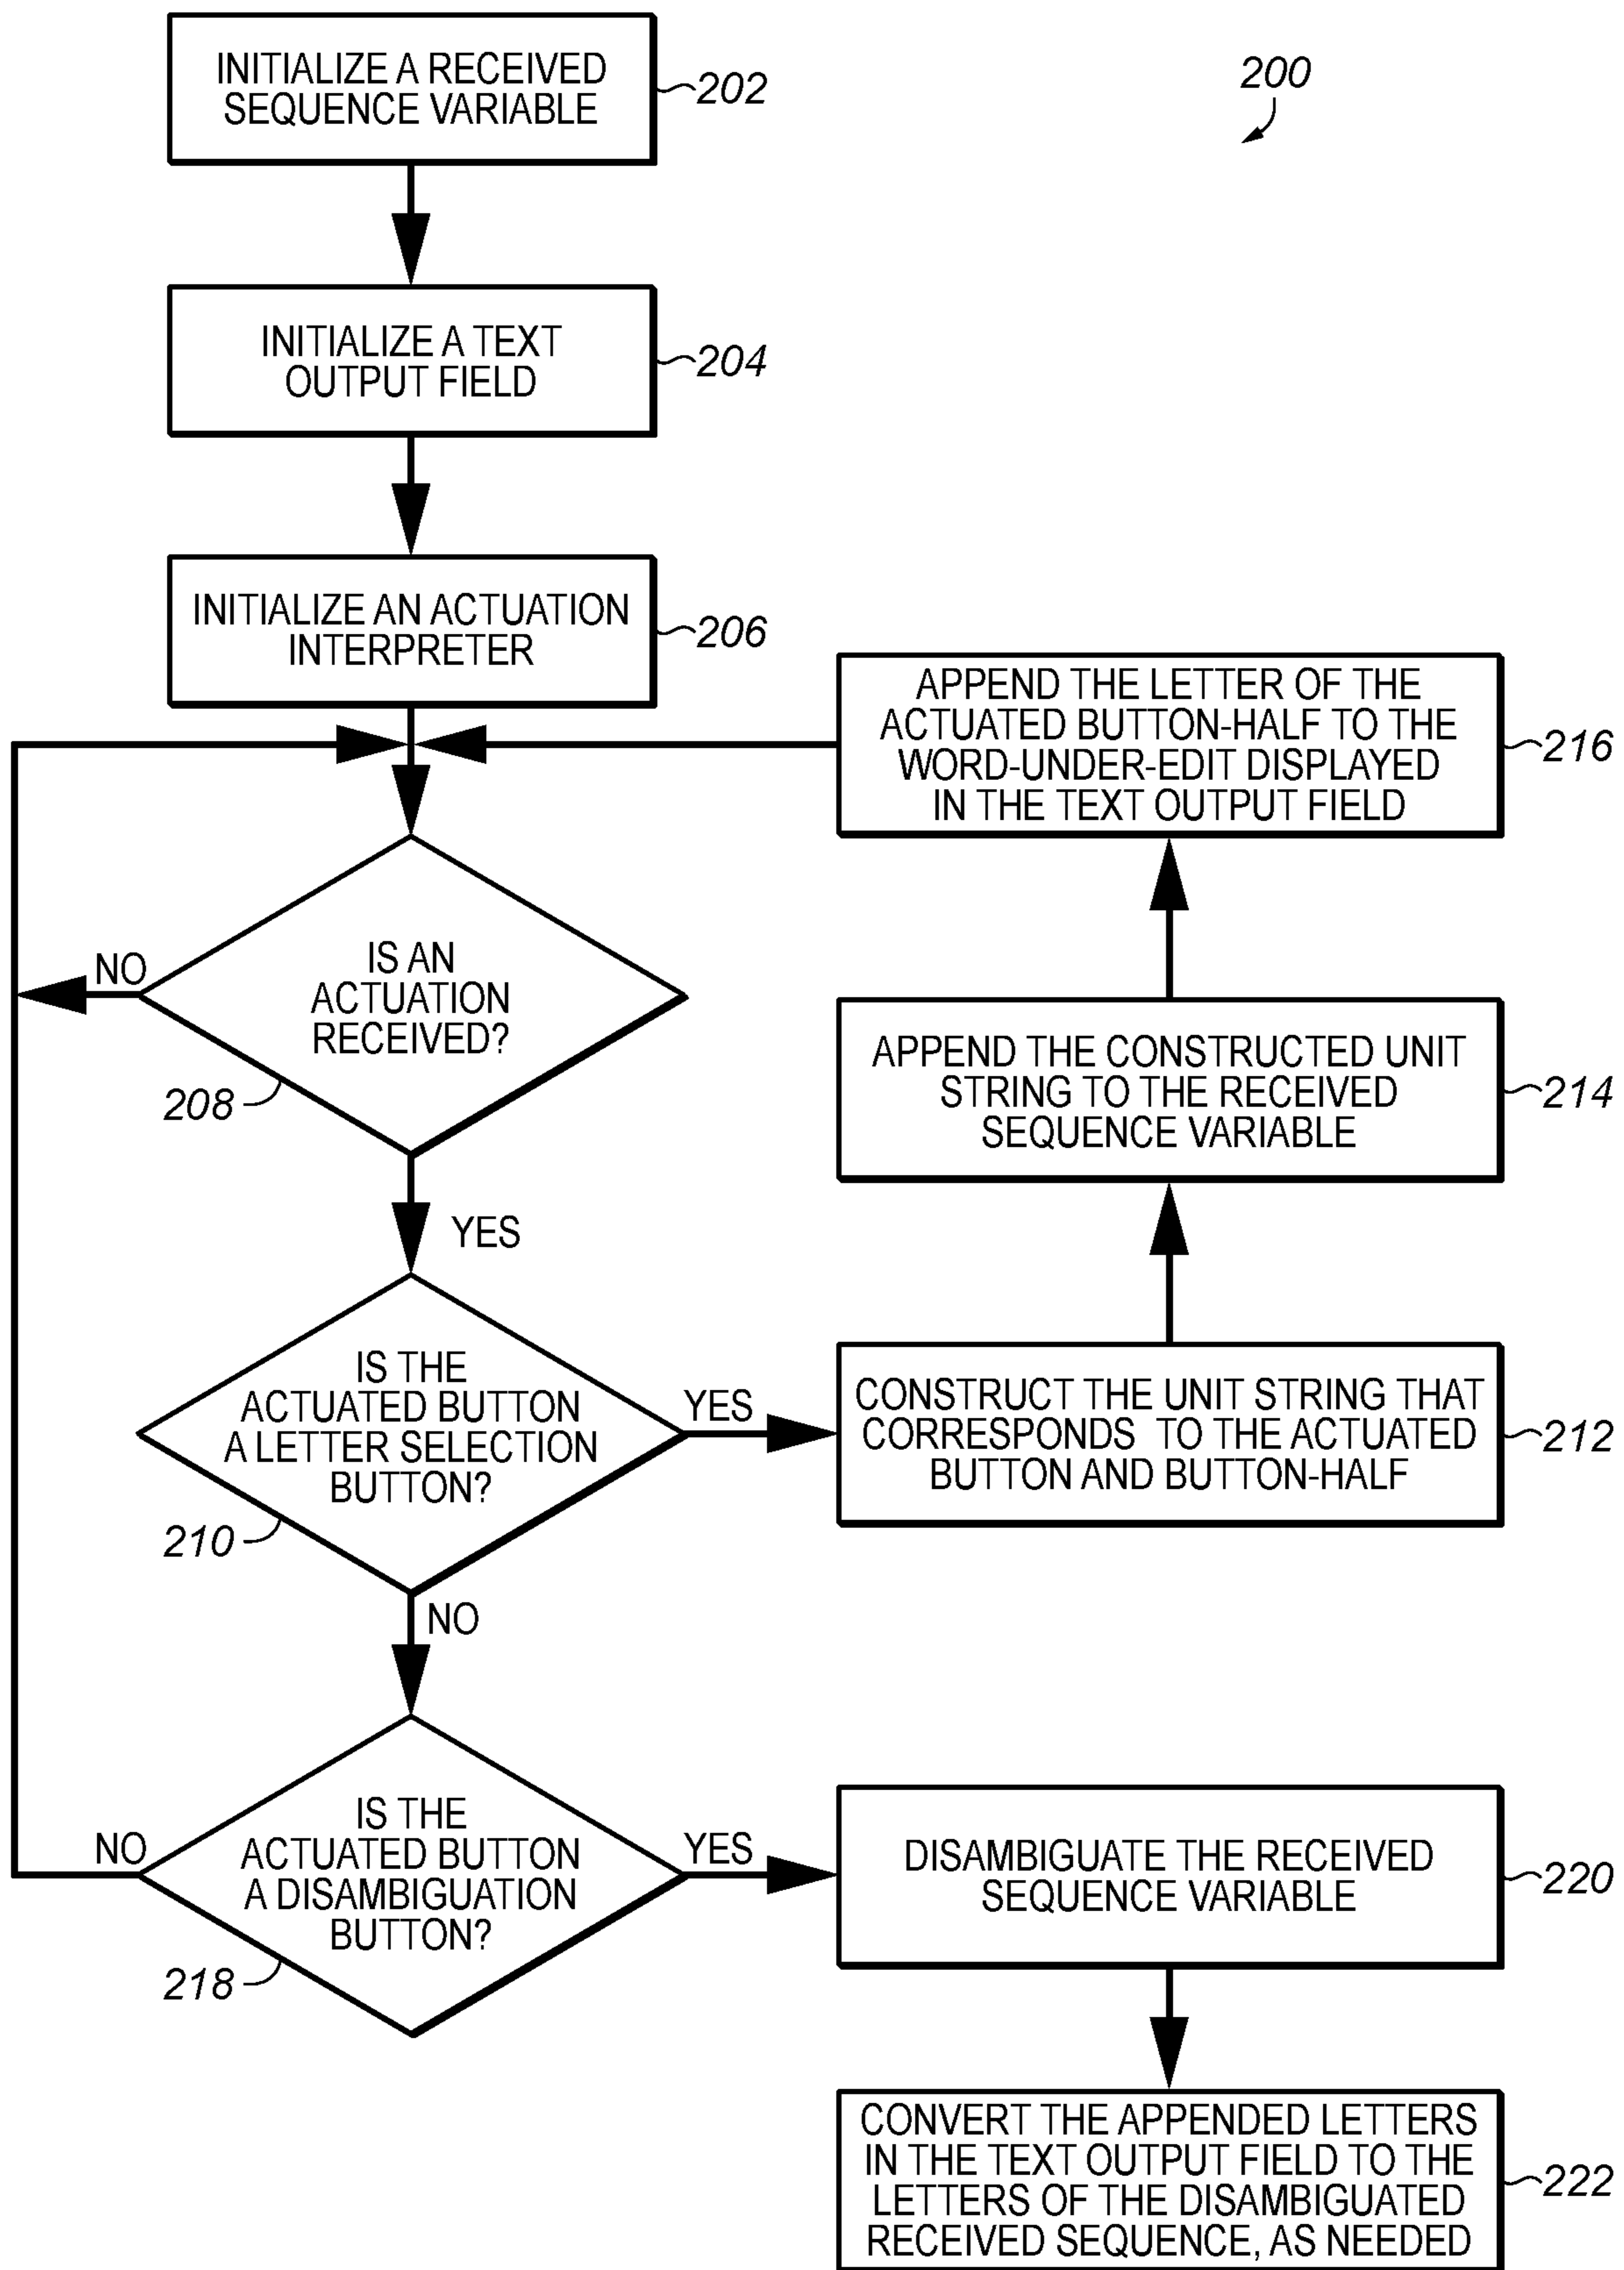 INITIALIZE A RECEIVED
SEQUENCE VARIABLE
202
200
INITIALIZE A TEXT
OUTPUT FIELD
204
INITIALIZE AN ACTUATION
INTERPRETER
206
APPEND THE LETTER OF THE
ACTUATED BUTTON-HALF TO THE
WORD-UNDER-EDIT DISPLAYED
IN THE TEXT OUTPUT FIELD
216
IS AN
ACTUATION
RECEIVED?
NO
208
YES
APPEND THE CONSTRUCTED UNIT
STRING TO THE RECEIVED
SEQUENCE VARIABLE
214
IS THE
ACTUATED BUTTON
A LETTER SELECTION
BUTTON?
YES
210
NO
CONSTRUCT THE UNIT STRING THAT
CORRESPONDS TO THE ACTUATED
BUTTON AND BUTTON-HALF
212
IS THE
ACTUATED BUTTON
A DISAMBIGUATION
BUTTON?
NO
YES
218
DISAMBIGUATE THE RECEIVED
SEQUENCE VARIABLE
220
CONVERT THE APPENDED LETTERS
IN THE TEXT OUTPUT FIELD TO THE
LETTERS OF THE DISAMBIGUATED
RECEIVED SEQUENCE, AS NEEDED
222